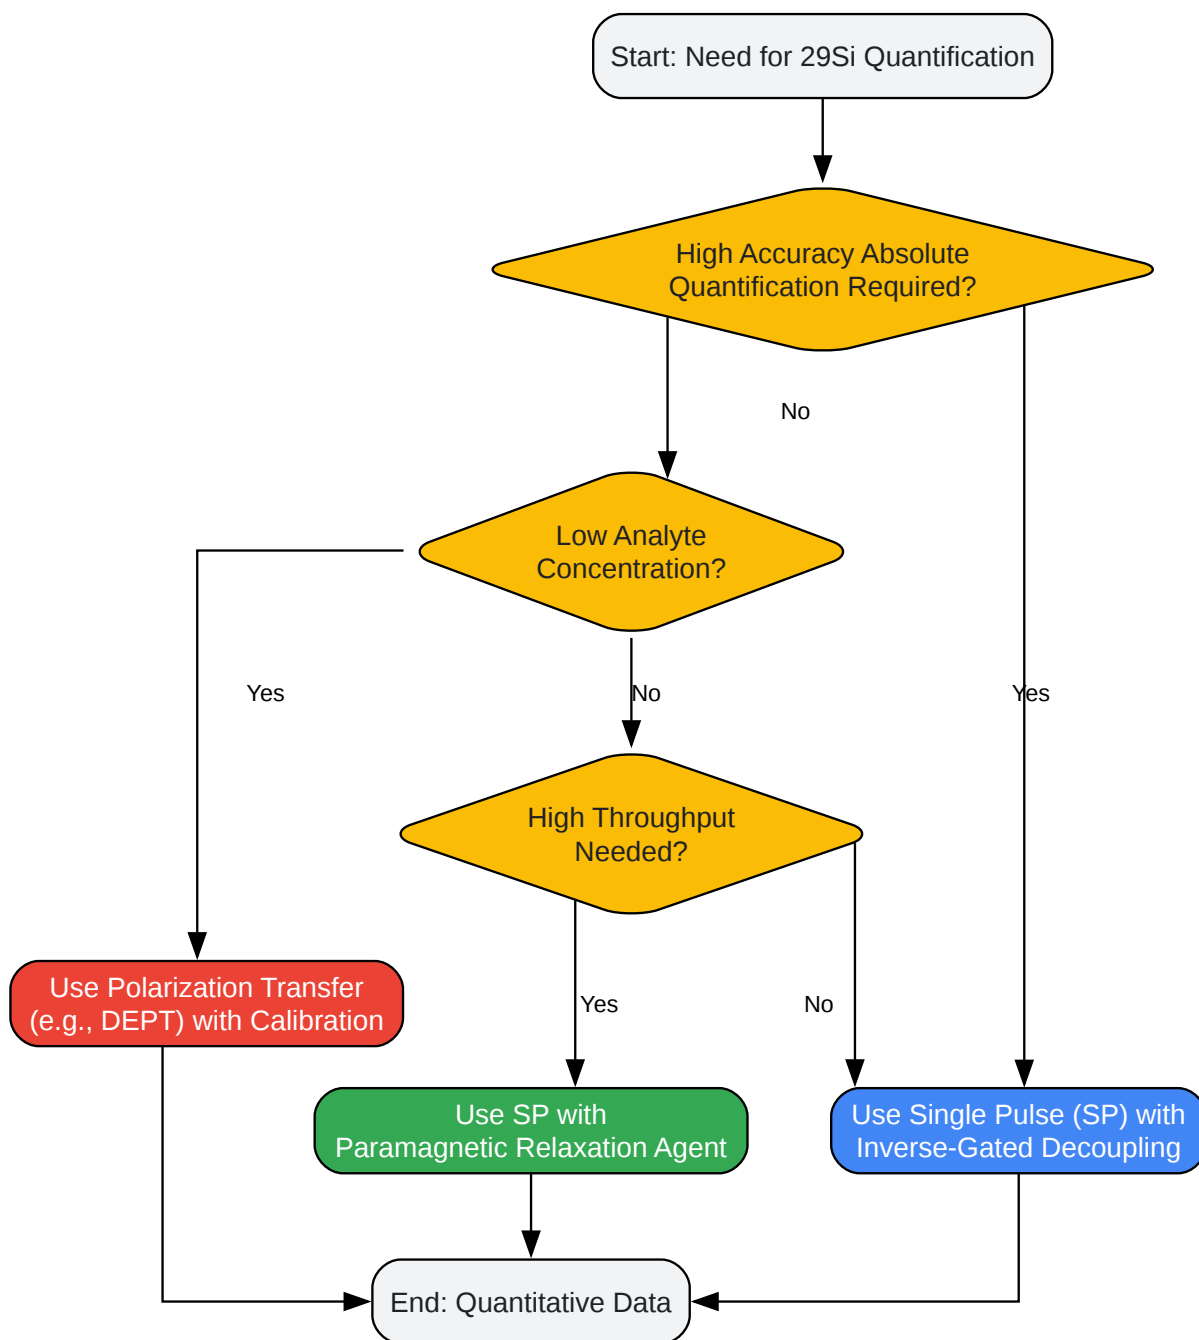 Start: Need for 29Si Quantification
High Accuracy Absolute
Quantification Required?
No
Low Analyte
Concentration?
Yes
No
Yes
High Throughput
Needed?
Use Polarization Transfer
(e.g., DEPT) with Calibration
Yes
No
Use SP with
Paramagnetic Relaxation Agent
Use Single Pulse (SP) with
Inverse-Gated Decoupling
End: Quantitative Data